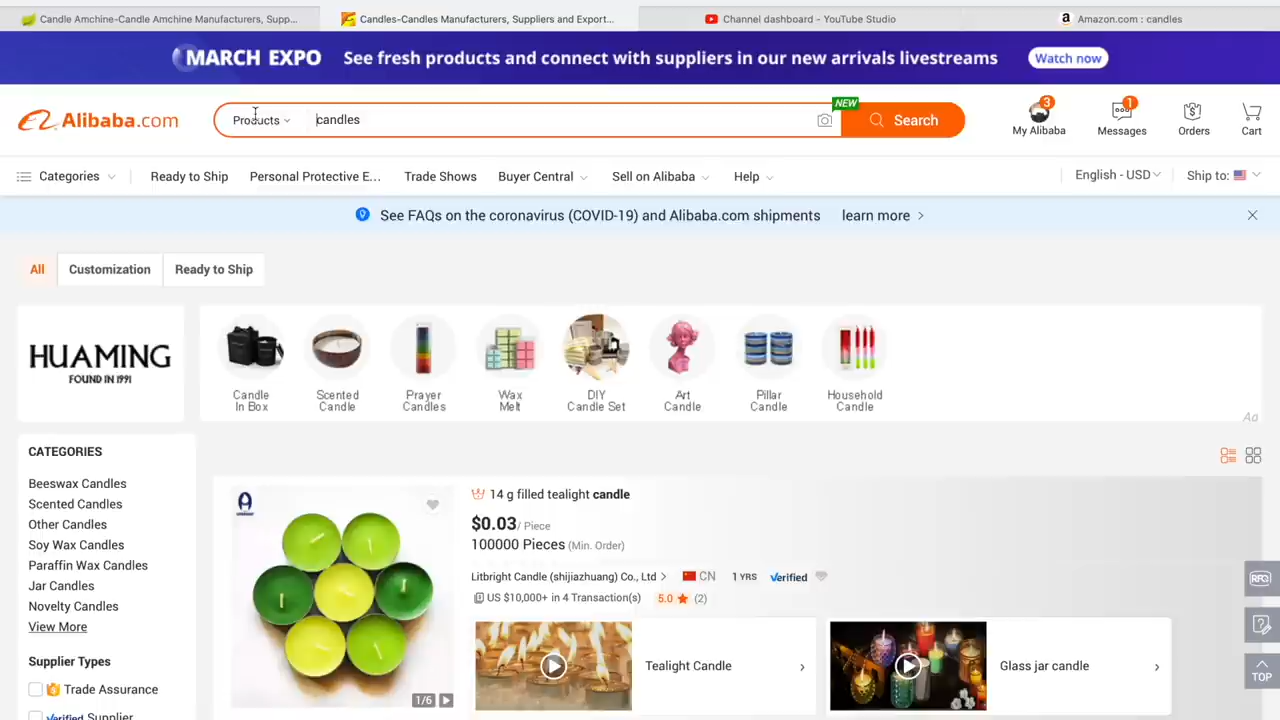 Candle Amchine-Candle Amchine Manufacturers, Supp...
Candles-Candles Manufacturers, Suppliers and Export...
Channel dashboard - YouTube Studio
Amazon.com : candles
MARCH EXPO See fresh products and connect with suppliers in our new arrivals livestreams Watch now
Alibaba.com
Products
candles
NEW
Search
3
My Alibaba
1
Messages
Orders
Cart
Categories
Ready to Ship
Personal Protective E...
Trade Shows
Buyer Central
Sell on Alibaba
Help
English - USD
Ship to:
See FAQs on the coronavirus (COVID-19) and Alibaba.com shipments learn more >
All
Customization
Ready to Ship
HUAMING
FOUND IN 1991
Candle
In Box
Scented
Candle
Prayer
Candles
Wax
Melt
DIY
Candle Set
Art
Candle
Pillar
Candle
Household
Candle
Ad
CATEGORIES
Beeswax Candles
Scented Candles
Other Candles
Soy Wax Candles
Paraffin Wax Candles
Jar Candles
Novelty Candles
View More
Supplier Types
Trade Assurance
Verified Supplier
1/6
14 g filled tealight candle
$0.03/ Piece
100000 Pieces (Min. Order)
Litbright Candle (shijiazhuang) Co., Ltd > CN 1 YRS Verified
US $10,000+ in 4 Transaction(s) 5.0 (2)
Tealight Candle
Glass jar candle
RFQ
TOP